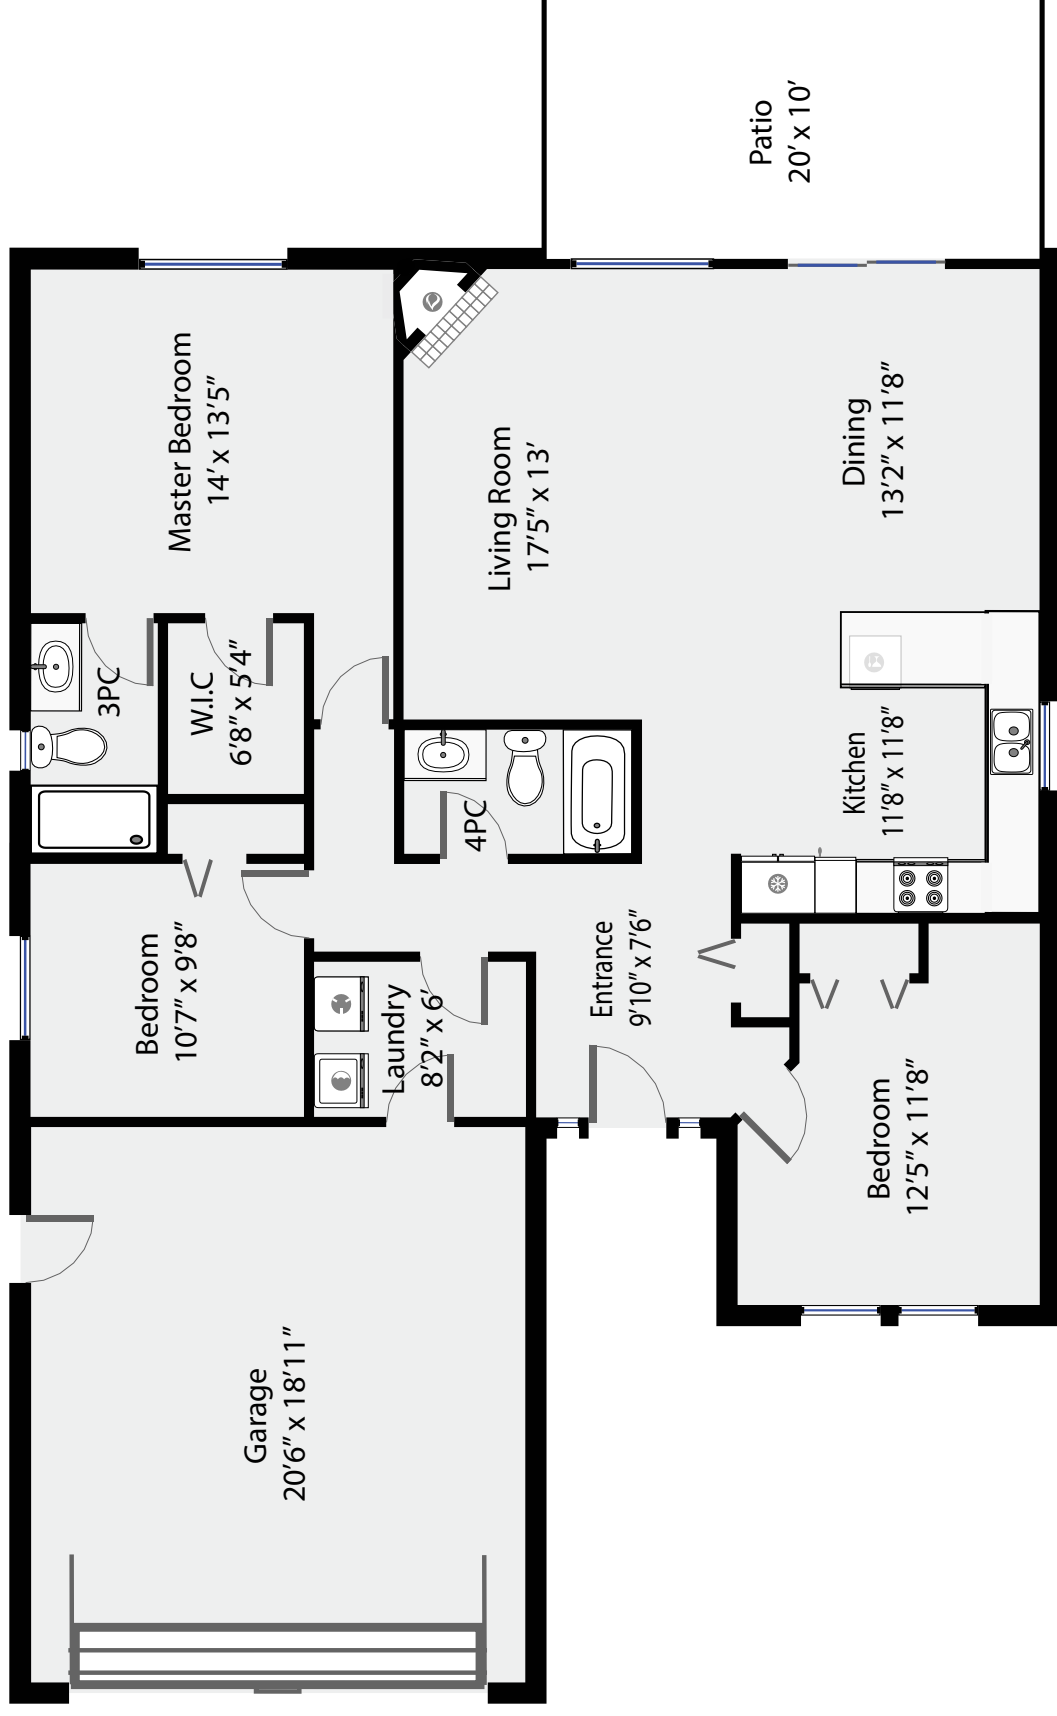 Patio
20' x 10'
Master Bedroom
14' x 13'5"
Living Room
17'5" x 13'
Dining
13'2" x 11'8"
3PC
W.I.C
6'8" x 5'4"
4PC
Kitchen
11'8" x 11'8"
Bedroom
10'7" x 9'8"
Laundry
8'2" x 6'
Entrance
9'10" x 7'6"
Bedroom
12'5" x 11'8"
Garage
20'6" x 18'11"